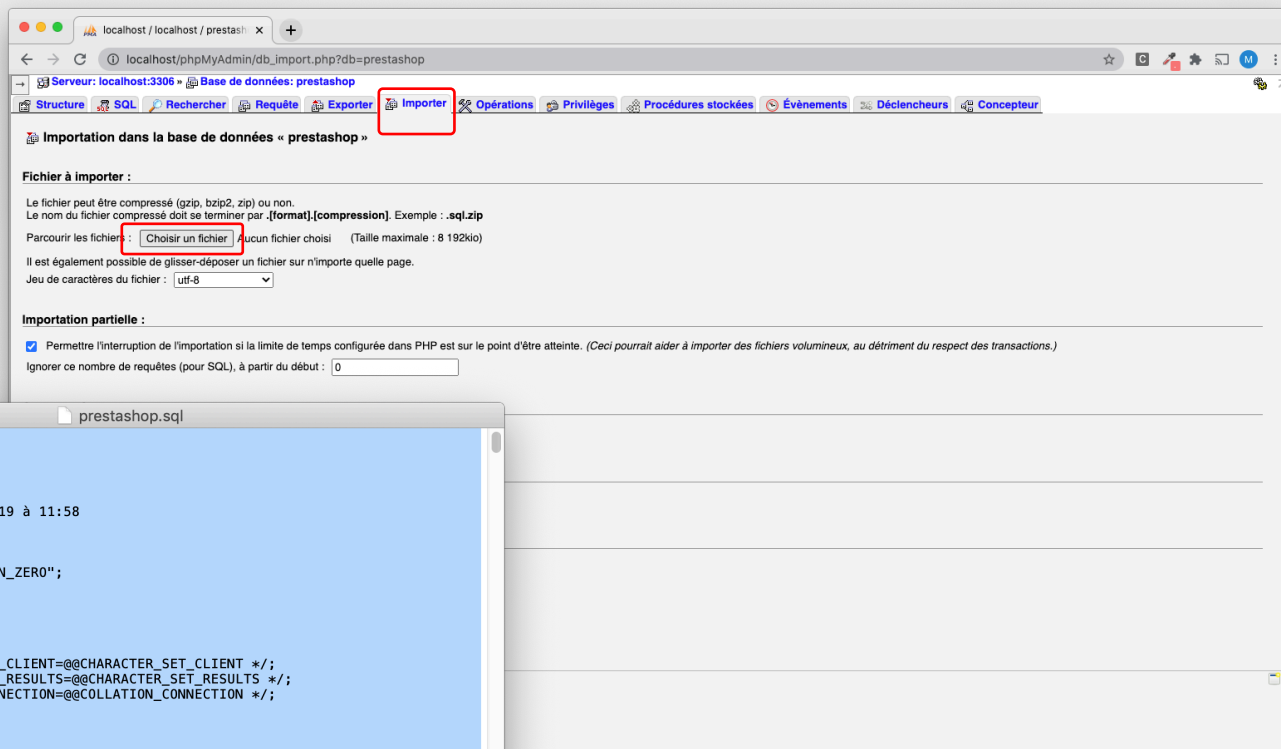 localhost / localhost / prestash
localhost/phpMyAdmin/db_import.php?db=prestashop
C
M
Serveur: localhost:3306 » Base de données: prestashop
Structure SQL Rechercher Requête Exporter Importer Opérations Privilèges Procédures stockées Évènements Déclencheurs Concepteur
Importation dans la base de données « prestashop »
Fichier à importer :
Le fichier peut être compressé (gzip, bzip2, zip) ou non.
Le nom du fichier compressé doit se terminer par .[format].[compression]. Exemple : .sql.zip
Parcourir les fichiers : Choisir un fichier Aucun fichier choisi (Taille maximale : 8 192kio)
Il est également possible de glisser-déposer un fichier sur n'importe quelle page.
Jeu de caractères du fichier : utf-8
Importation partielle :
Permettre l'interruption de l'importation si la limite de temps configurée dans PHP est sur le point d'être atteinte. (Ceci pourrait aider à importer des fichiers volumineux, au détriment du respect des transactions.)
Ignorer ce nombre de requêtes (pour SQL), à partir du début : 0
prestashop.sql
19 à 11:58
N_ZERO";
_CLIENT=@@CHARACTER_SET_CLIENT */;
_RESULTS=@@CHARACTER_SET_RESULTS */;
NECTION=@@COLLATION_CONNECTION */;